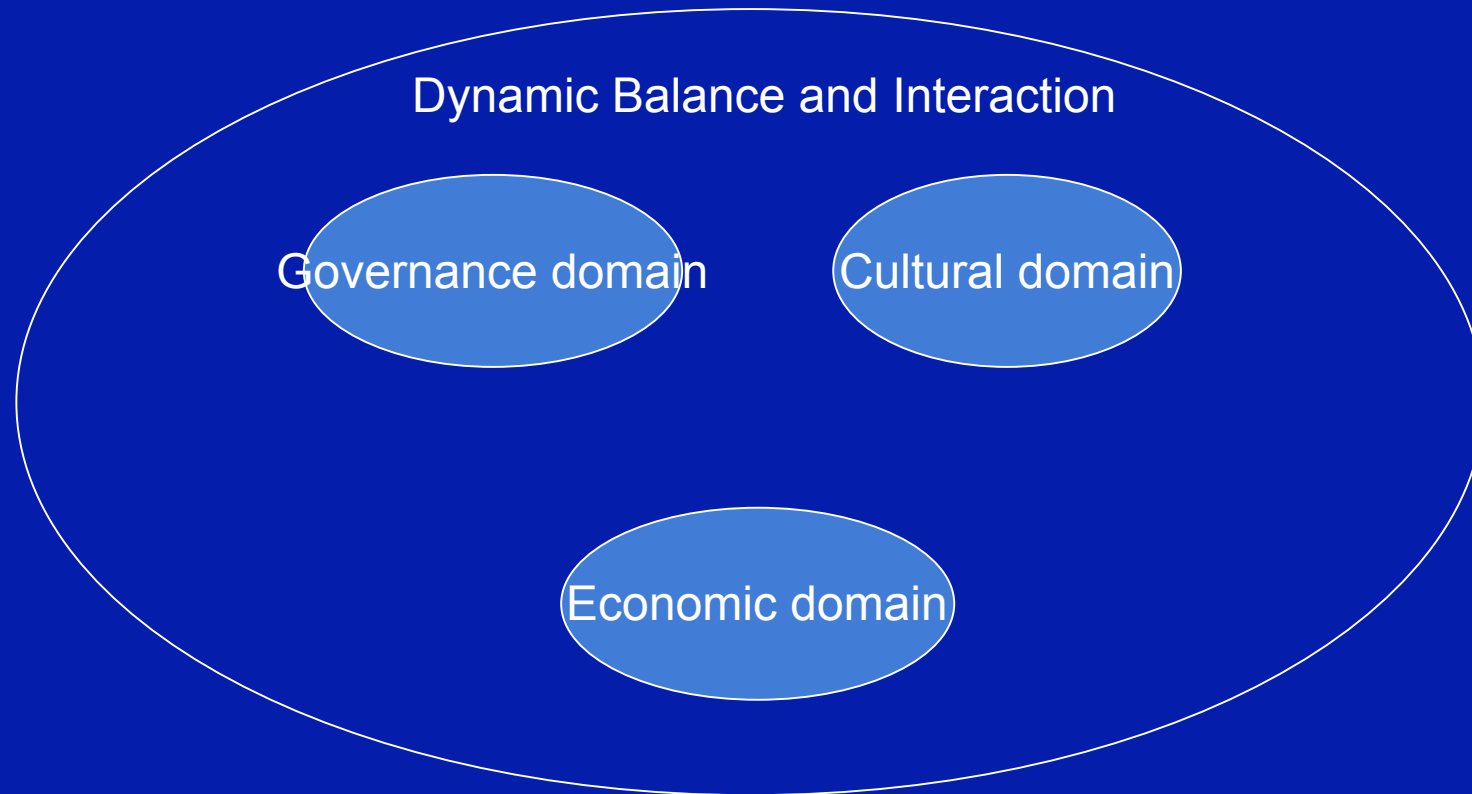 Dynamic Balance and Interaction
Governance domain
Cultural domain
Economic domain